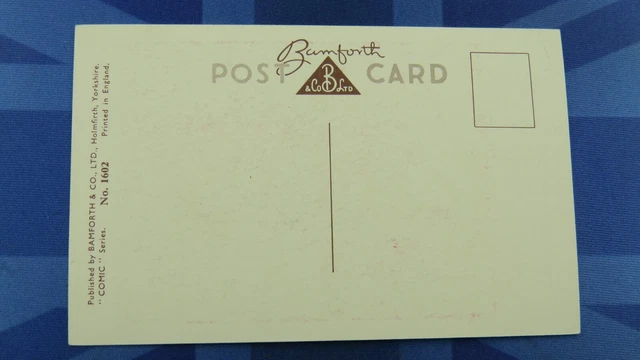 Bamforth
POST CARD
B
& Co LTD
Published by BAMFORTH & CO., LTD., Holmfirth, Yorkshire.
"COMIC" Series. No. 1602 Printed in England.